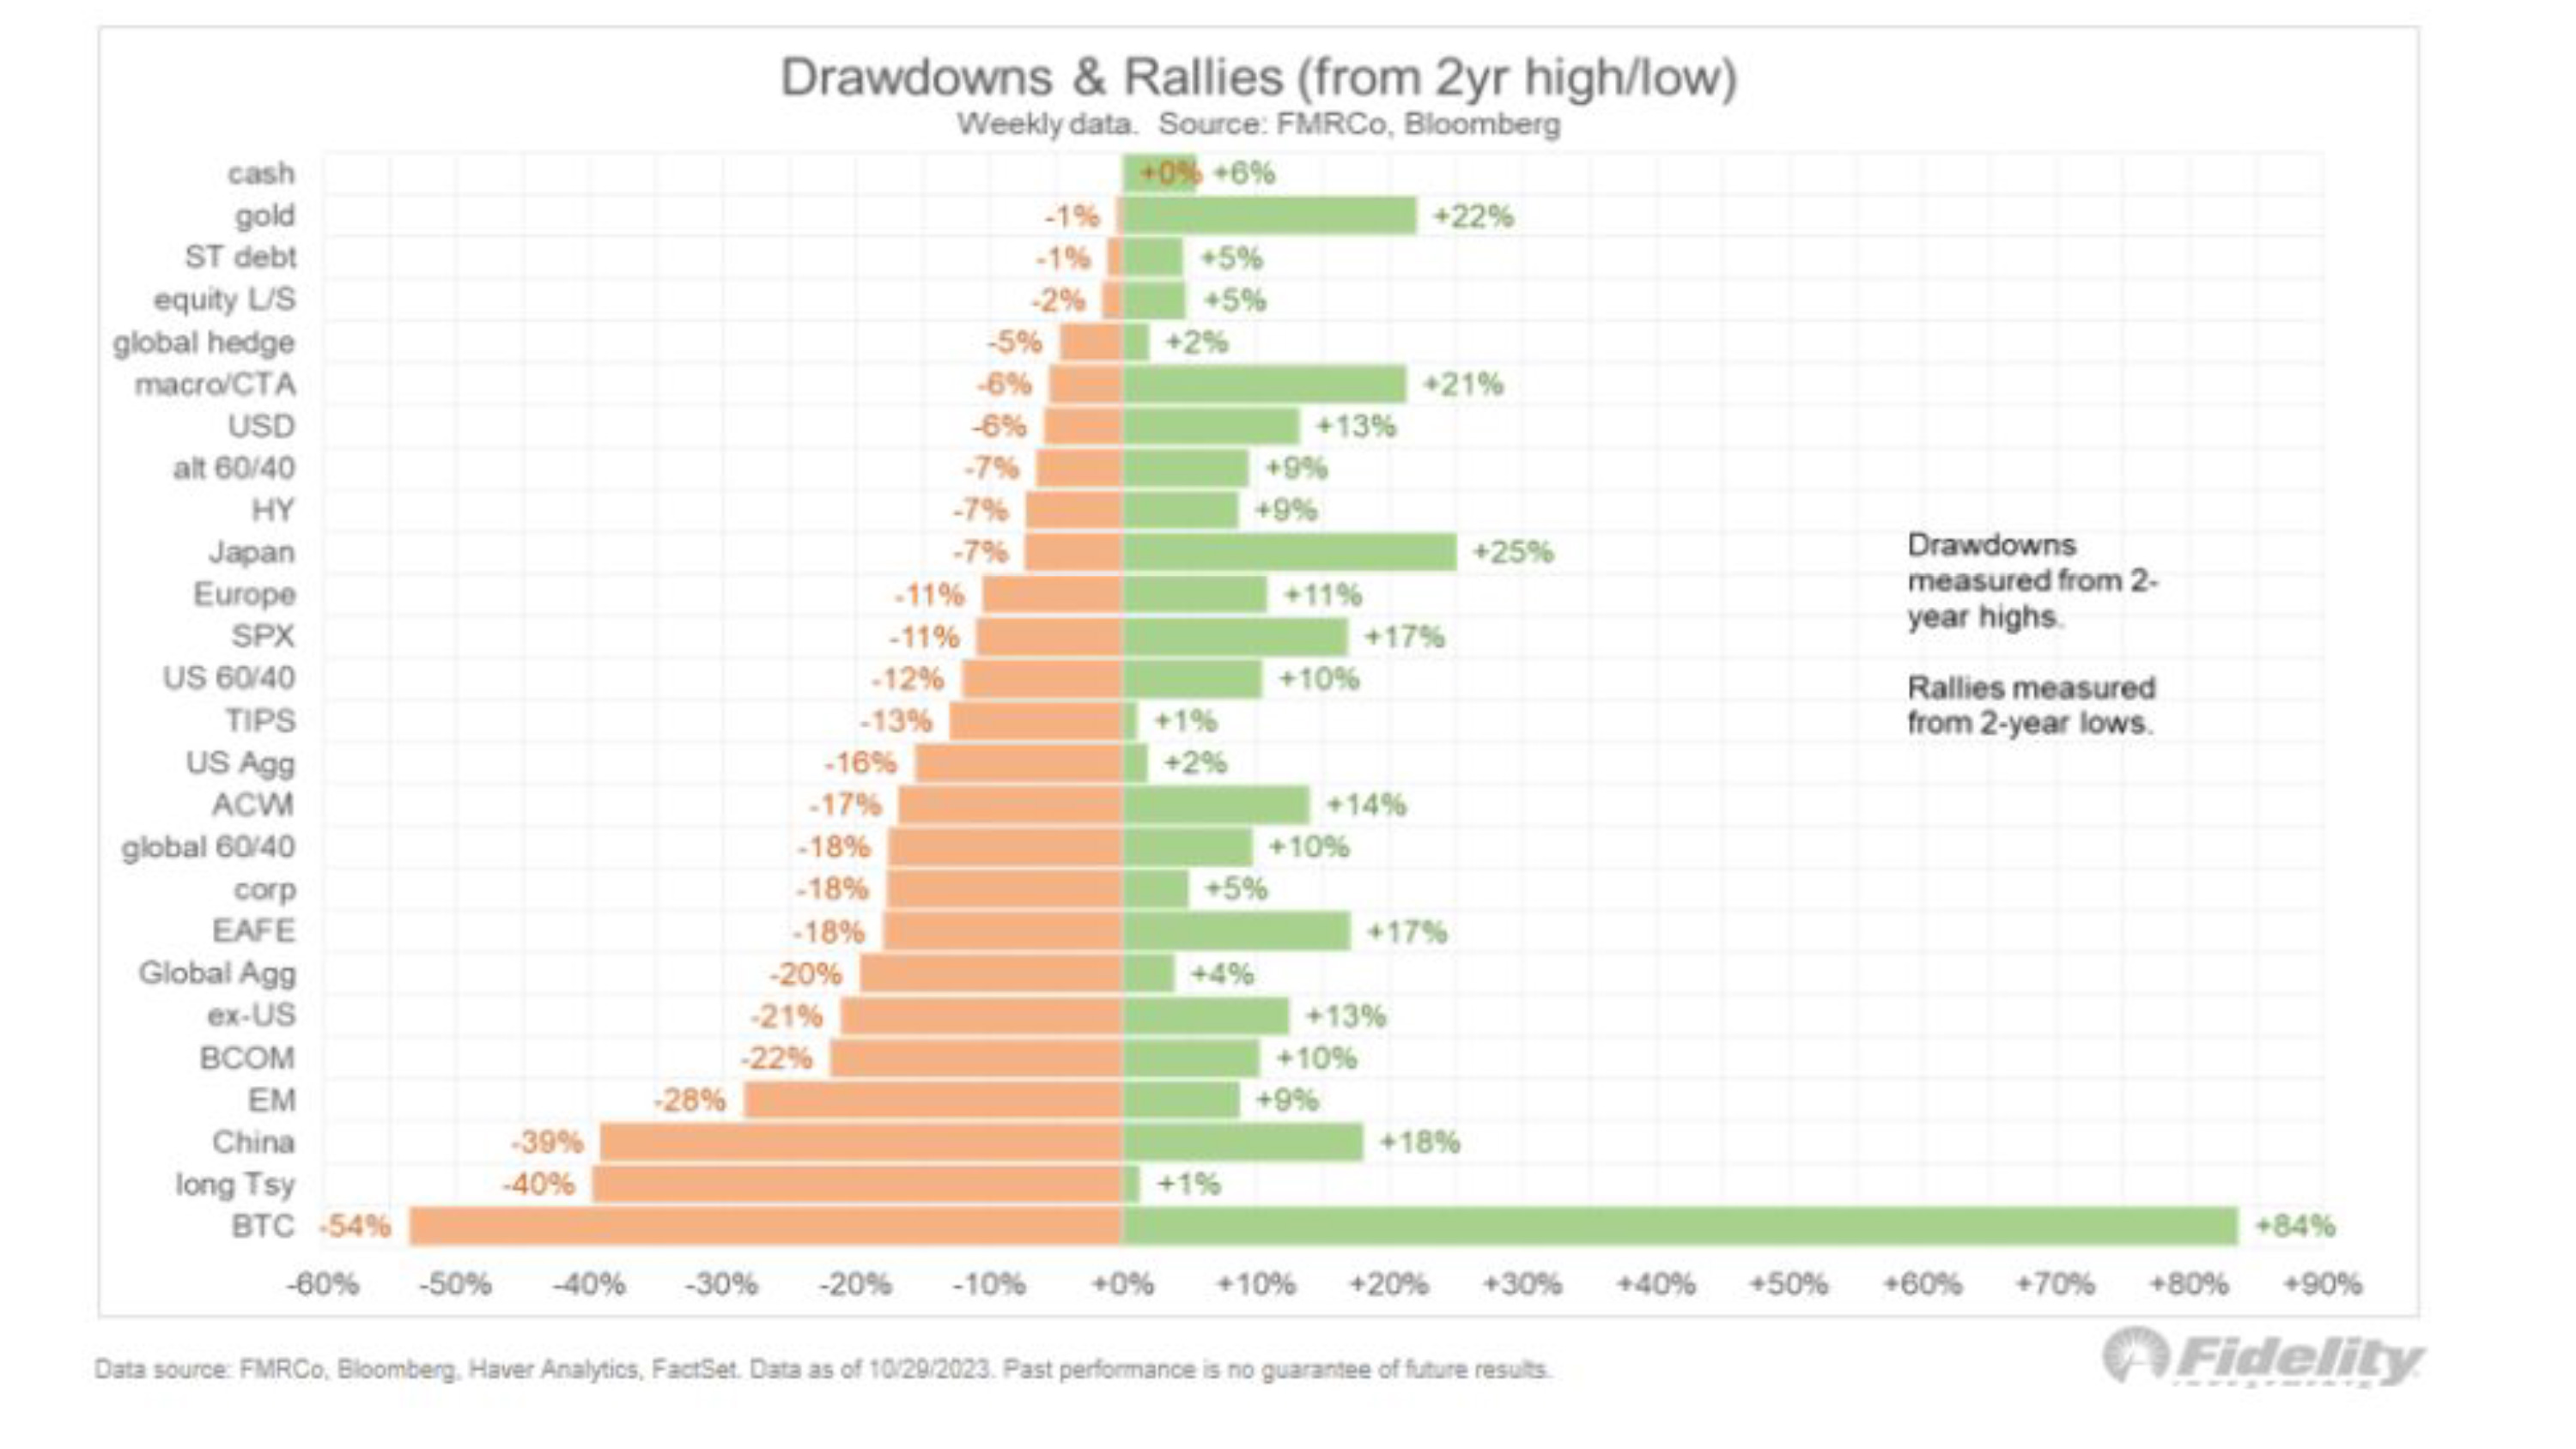 Drawdowns & Rallies (from 2yr high/low)
Weekly data. Source: FMRCo, Bloomberg
cash +0% +6%
gold -1% +22%
ST debt -1% +5%
equity L/S -2% +5%
global hedge -5% +2%
macro/CTA -6% +21%
USD -6% +13%
alt 60/40 -7% +9%
HY -7% +9%
Japan -7% +25%
Europe -11% +11%
SPX -11% +17%
US 60/40 -12% +10%
TIPS -13% +1%
US Agg -16% +2%
ACWI -17% +14%
global 60/40 -18% +10%
corp -18% +5%
EAFE -18% +17%
Global Agg -20% +4%
ex-US -21% +13%
BCOM -22% +10%
EM -28% +9%
China -39% +18%
long Tsy -40% +1%
BTC -54% +84%
Drawdowns
measured from 2-
year highs.
Rallies measured
from 2-year lows.
-60% -50% -40% -30% -20% -10% +0% +10% +20% +30% +40% +50% +60% +70% +80% +90%
Data source: FMRCo, Bloomberg, Haver Analytics, FactSet. Data as of 10/29/2023. Past performance is no guarantee of future results.
Fidelity